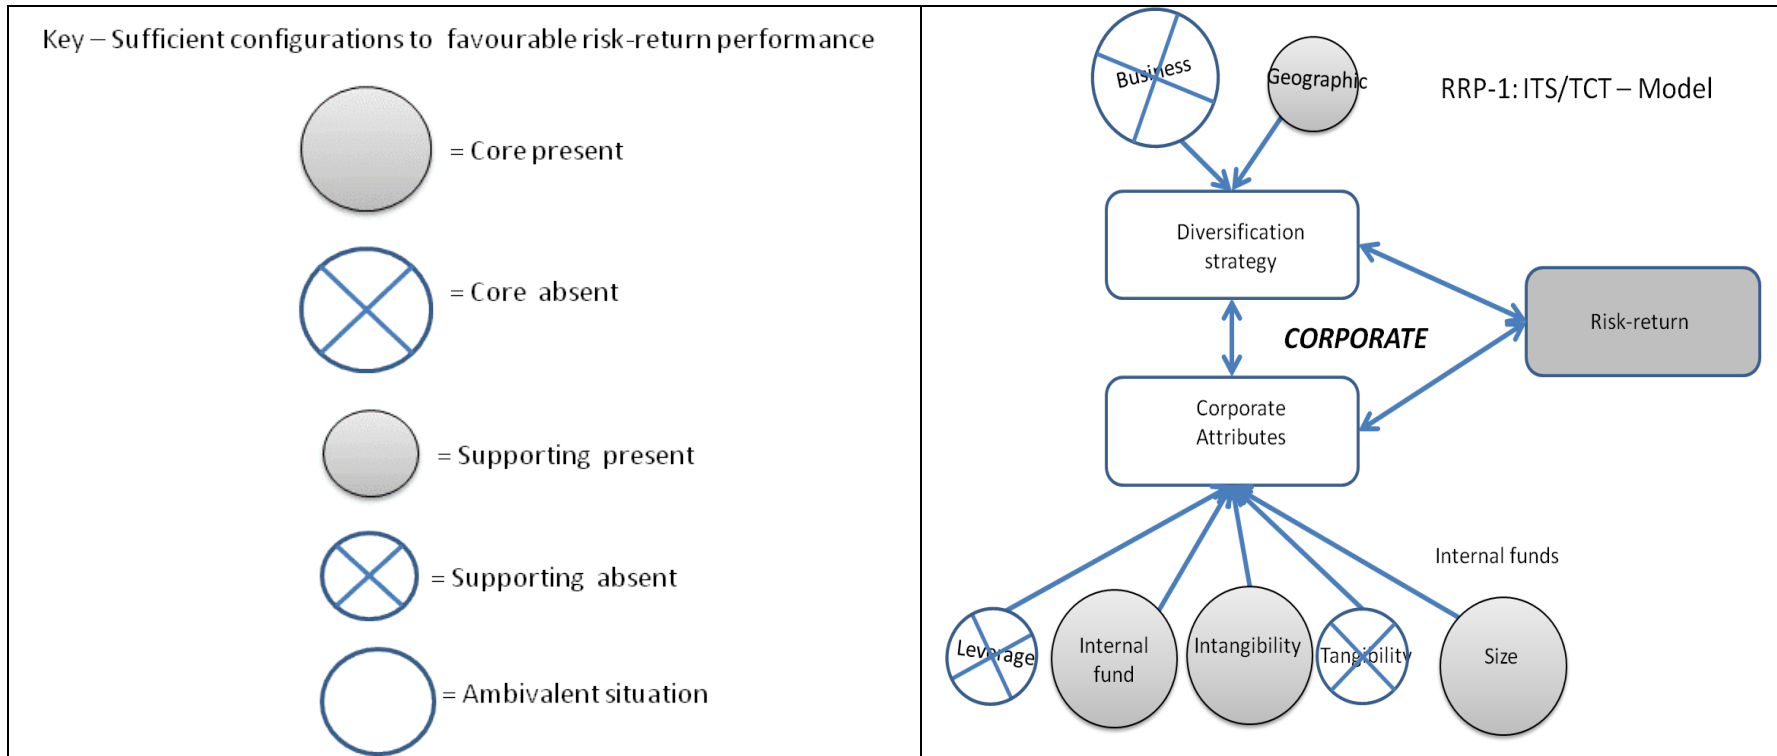 Key – Sufficient configurations to favourable risk-return performance
= Core present
= Core absent
= Supporting present
= Supporting absent
= Ambivalent situation
Business
Geographic
RRP-1: ITS/TCT – Model
Diversification
strategy
CORPORATE
Risk-return
Corporate
Attributes
Internal funds
Leverage
Internal
fund
Intangibility
Tangibility
Size